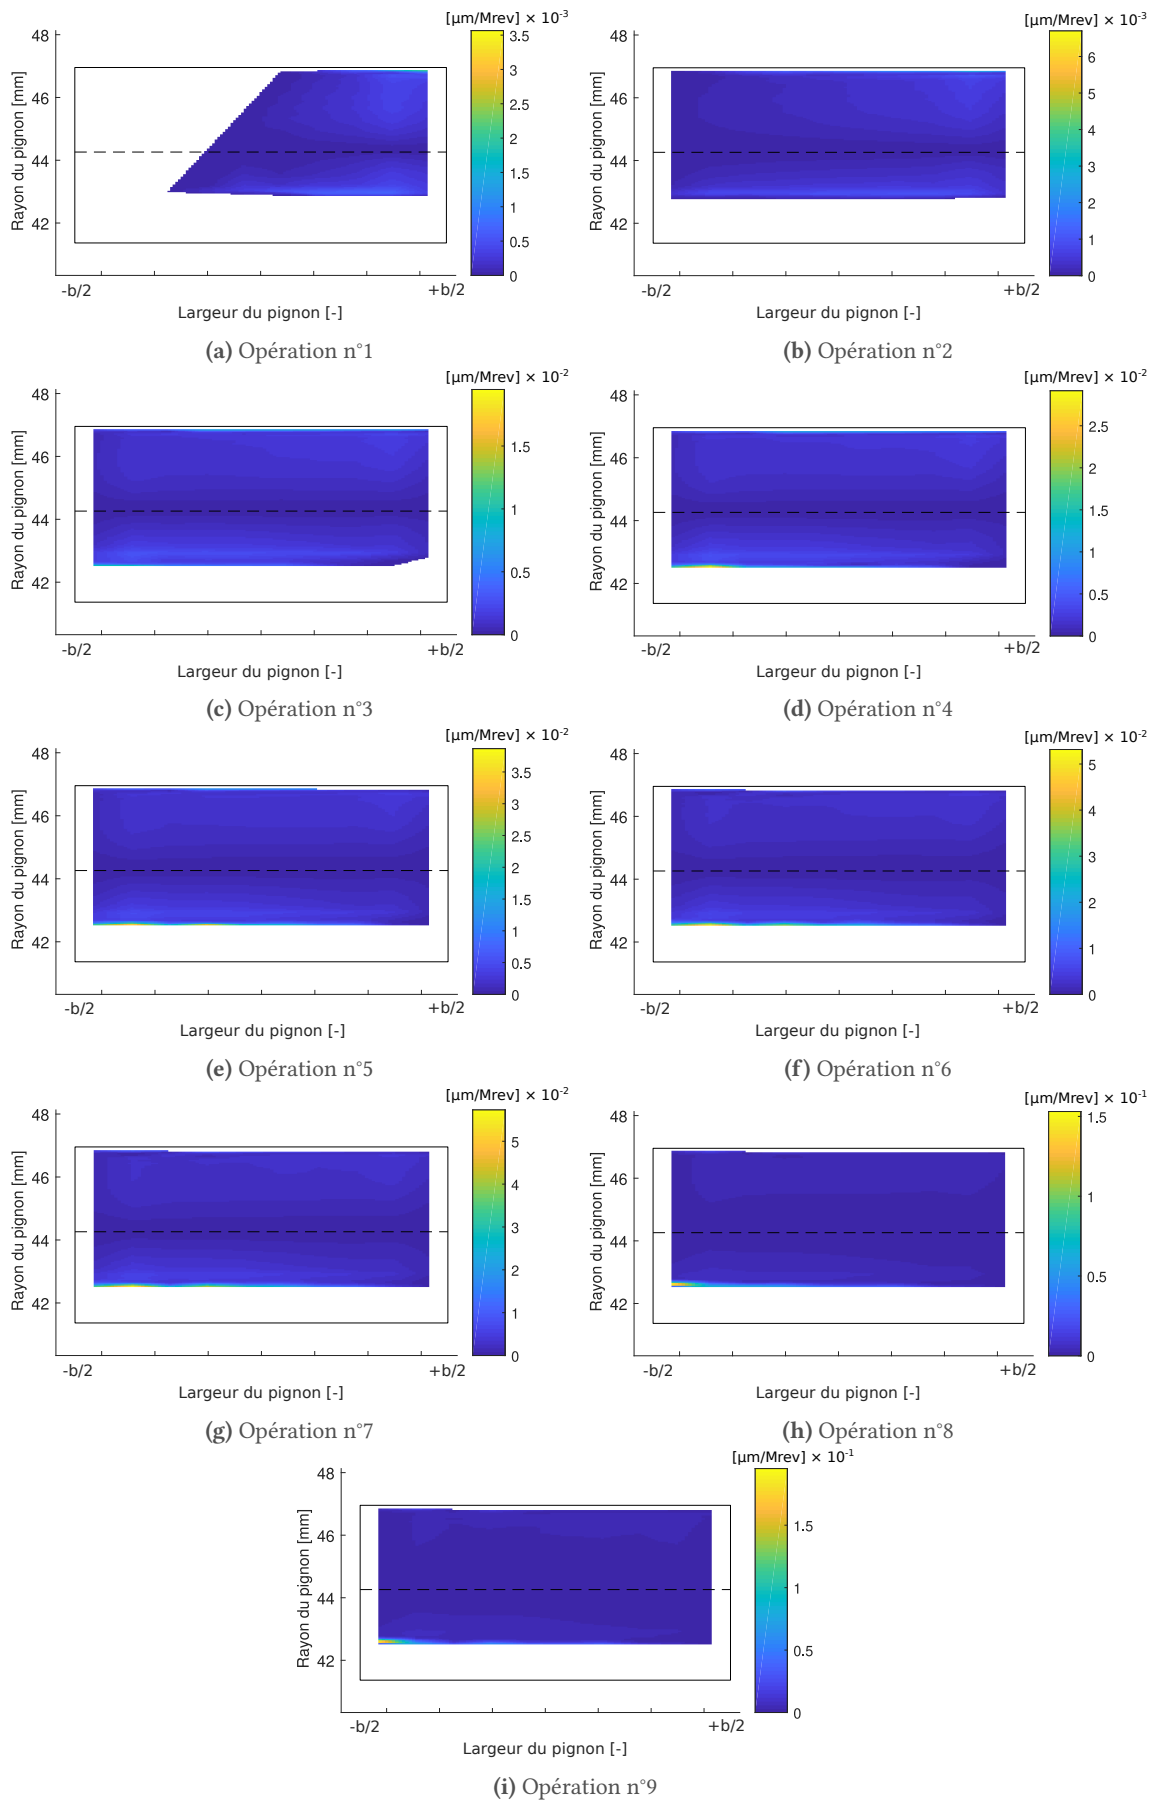 [µm/Mrev] × 10⁻³
48
46
44
42
Rayon du pignon [mm]
3.5
3
2.5
2
1.5
1
0.5
0
-b/2 +b/2
Largeur du pignon [-]
(a) Opération n°1
[µm/Mrev] × 10⁻³
48
46
44
42
Rayon du pignon [mm]
6
5
4
3
2
1
0
-b/2 +b/2
Largeur du pignon [-]
(b) Opération n°2
[µm/Mrev] × 10⁻²
48
46
44
42
Rayon du pignon [mm]
1.5
1
0.5
0
-b/2 +b/2
Largeur du pignon [-]
(c) Opération n°3
[µm/Mrev] × 10⁻²
48
46
44
42
Rayon du pignon [mm]
2.5
2
1.5
1
0.5
0
-b/2 +b/2
Largeur du pignon [-]
(d) Opération n°4
[µm/Mrev] × 10⁻²
48
46
44
42
Rayon du pignon [mm]
3.5
3
2.5
2
1.5
1
0.5
0
-b/2 +b/2
Largeur du pignon [-]
(e) Opération n°5
[µm/Mrev] × 10⁻²
48
46
44
42
Rayon du pignon [mm]
5
4
3
2
1
0
-b/2 +b/2
Largeur du pignon [-]
(f) Opération n°6
[µm/Mrev] × 10⁻²
48
46
44
42
Rayon du pignon [mm]
5
4
3
2
1
0
-b/2 +b/2
Largeur du pignon [-]
(g) Opération n°7
[µm/Mrev] × 10⁻¹
48
46
44
42
Rayon du pignon [mm]
1.5
1
0.5
0
-b/2 +b/2
Largeur du pignon [-]
(h) Opération n°8
[µm/Mrev] × 10⁻¹
48
46
44
42
Rayon du pignon [mm]
1.5
1
0.5
0
-b/2 +b/2
Largeur du pignon [-]
(i) Opération n°9